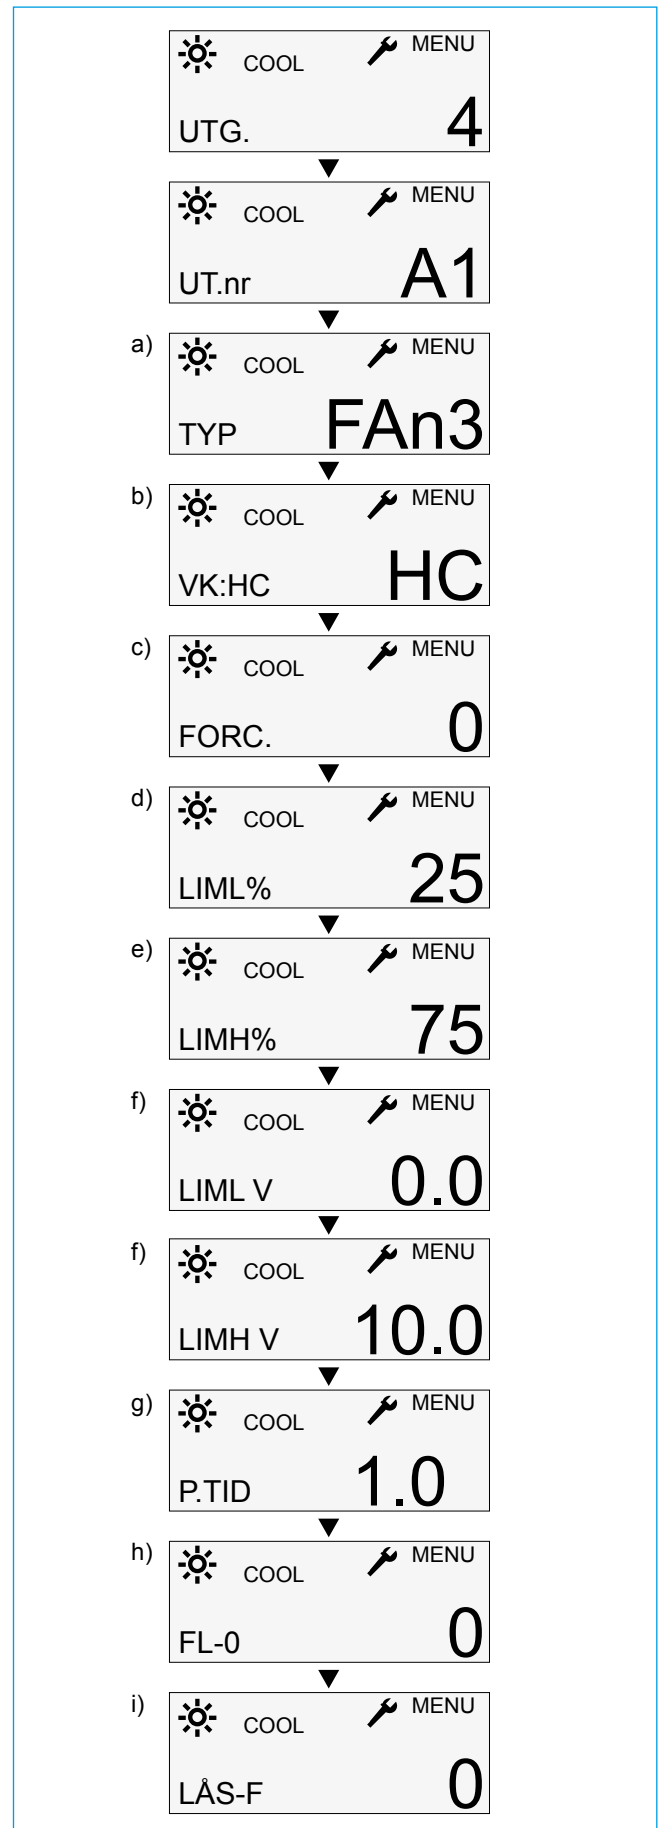 COOL MENU
UTG. 4
COOL MENU
UT.nr A1
a) COOL MENU
TYP FAn3
b) COOL MENU
VK:HC HC
c) COOL MENU
FORC. 0
d) COOL MENU
LIML% 25
e) COOL MENU
LIMH% 75
f) COOL MENU
LIML V 0.0
f) COOL MENU
LIMH V 10.0
g) COOL MENU
P.TID 1.0
h) COOL MENU
FL-0 0
i) COOL MENU
LÅS-F 0